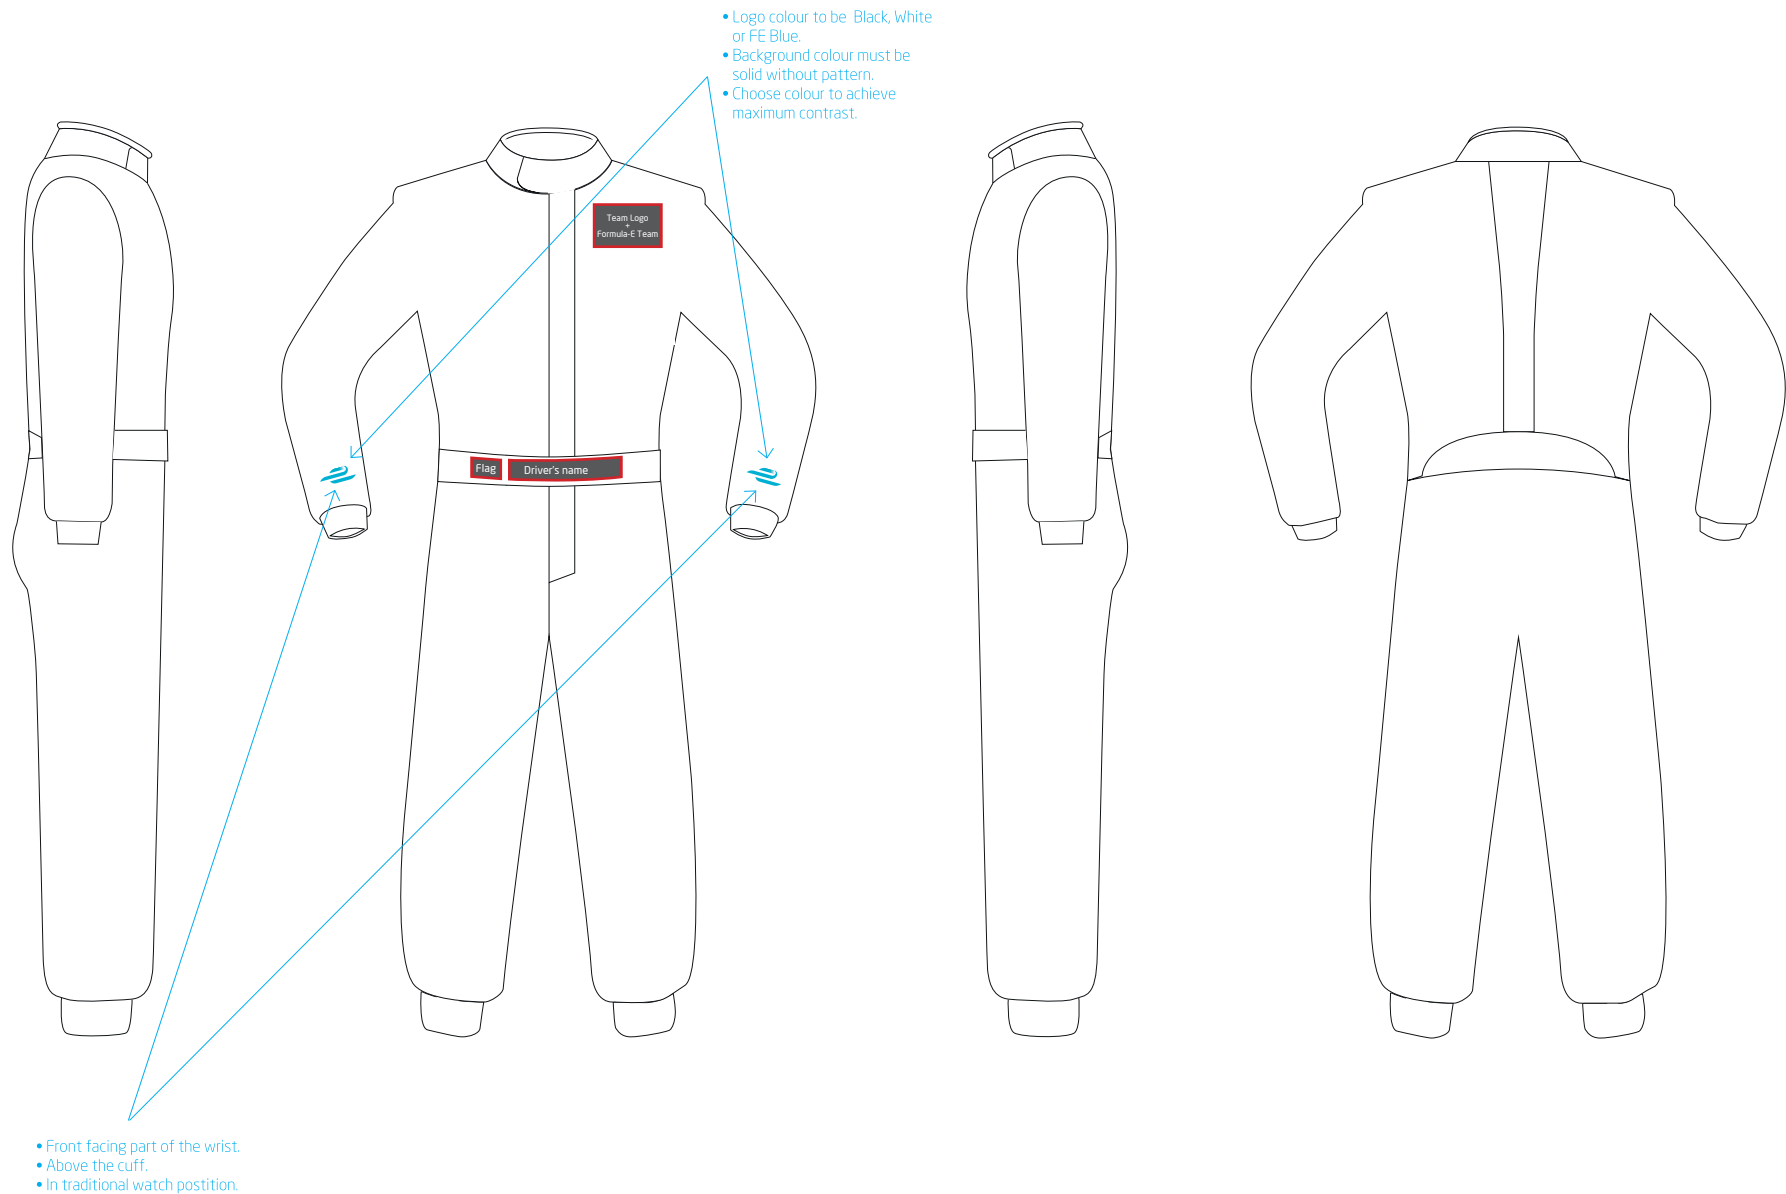 • Logo colour to be Black, White
or FE Blue.
• Background colour must be
solid without pattern.
• Choose colour to achieve
maximum contrast.
Team Logo
+
Formula-E Team
Flag
Driver's name
• Front facing part of the wrist.
• Above the cuff.
• In traditional watch postition.